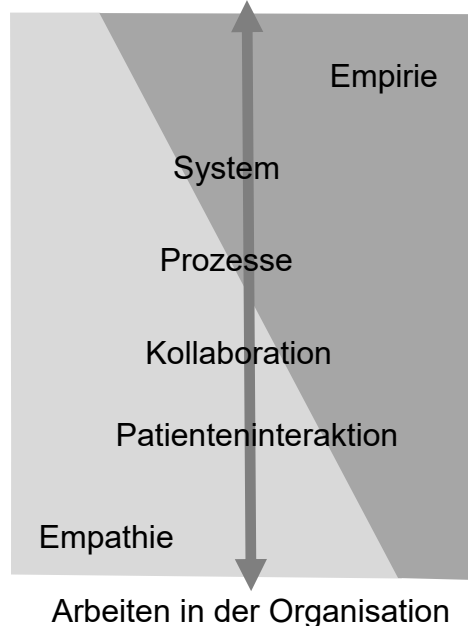 Empirie
System
Prozesse
Kollaboration
Patienteninteraktion
Empathie
Arbeiten in der Organisation